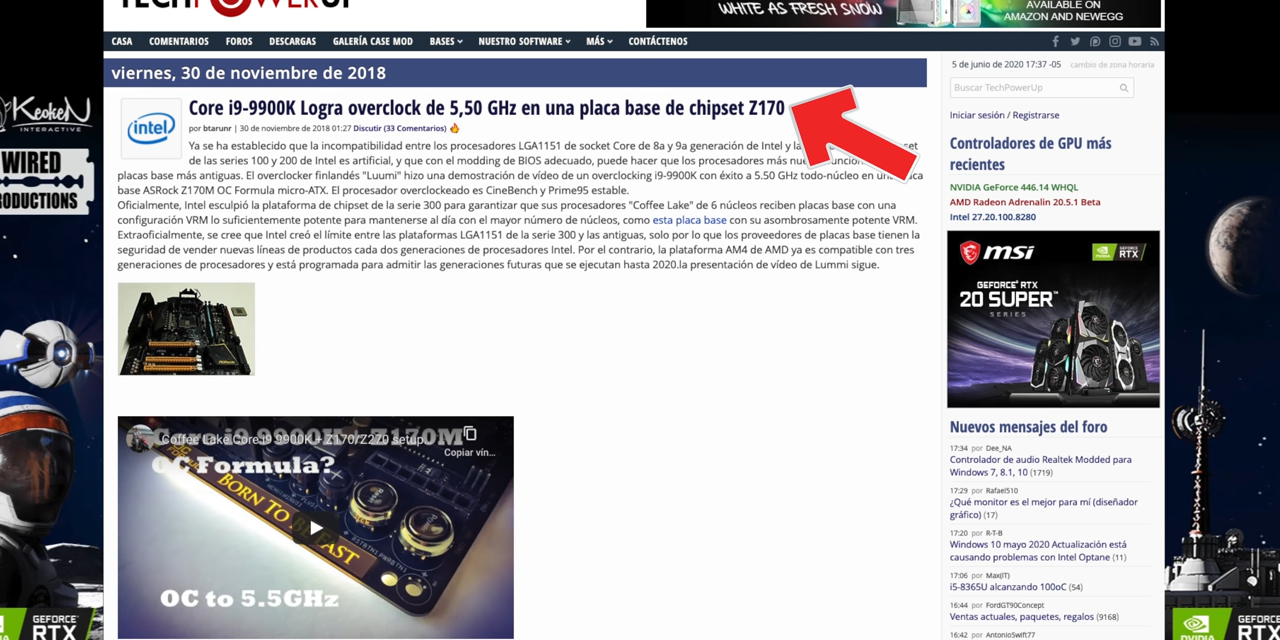 TECHPOWERUP
WHITE AS FRESH SNOW
AVAILABLE ON
AMAZON AND NEWEGG
CASA COMENTARIOS FOROS DESCARGAS GALERÍA CASE MOD BASES NUESTRO SOFTWARE MÁS CONTÁCTENOS
viernes, 30 de noviembre de 2018
intel
Core i9-9900K Logra overclock de 5,50 GHz en una placa base de chipset Z170
por btarunr | 30 de noviembre de 2018 01:27 Discutir (33 Comentarios)
Ya se ha establecido que la incompatibilidad entre los procesadores LGA1151 de socket Core de 8a y 9a generación de Intel y
de las series 100 y 200 de Intel es artificial, y que con el modding de BIOS adecuado, puede hacer que los procesadores más
placas base más antiguas. El overclocker finlandés "Luumi" hizo una demostración de vídeo de un overclocking i9-9900K con éxito a 5.50 GHz todo-núcleo en una placa
base ASRock Z170M OC Formula micro-ATX. El procesador overclockeado es CineBench y Prime95 estable.
Oficialmente, Intel esculpió la plataforma de chipset de la serie 300 para garantizar que sus procesadores "Coffee Lake" de 6 núcleos reciben placas base con una
configuración VRM lo suficientemente potente para mantenerse al día con el mayor número de núcleos, como esta placa base con su asombrosamente potente VRM.
Extraoficialmente, se cree que Intel creó el límite entre las plataformas LGA1151 de la serie 300 y las antiguas, solo por lo que los proveedores de placas base tienen la
seguridad de vender nuevas líneas de productos cada dos generaciones de procesadores Intel. Por el contrario, la plataforma AM4 de AMD ya es compatible con tres
generaciones de procesadores y está programada para admitir las generaciones futuras que se ejecutan hasta 2020.la presentación de vídeo de Lummi sigue.
Coffee Lake Core i9 9900K + Z170/Z270 setup
Copiar vín...
OC Formula?
BORN TO BE FAST
OC to 5.5GHz
5 de junio de 2020 17:37 -05 cambio de zona horaria
Buscar TechPowerUp
Iniciar sesión / Registrarse
Controladores de GPU más
recientes
NVIDIA GeForce 446.14 WHQL
AMD Radeon Adrenalin 20.5.1 Beta
Intel 27.20.100.8280
msi
NVIDIA
GEFORCE
RTX
GEFORCE RTX
20 SUPER™
SERIES
Nuevos mensajes del foro
17:34 por Dee_NA
Controlador de audio Realtek Modded para
Windows 7, 8.1, 10 (1719)
17:29 por Rafael510
¿Qué monitor es el mejor para mí (diseñador
gráfico) (17)
17:20 por R-T-B
Windows 10 mayo 2020 Actualización está
causando problemas con Intel Optane (11)
17:06 por Max(IT)
i5-8365U alcanzando 100oC (54)
16:44 por FordGT90Concept
Ventas actuales, paquetes, regalos (9168)
16:42 por AntonioSwift77
KeokeN
INTERACTIVE
WIRED
PRODUCTIONS
GEFORCE
RTX
NVIDIA
GEFORCE